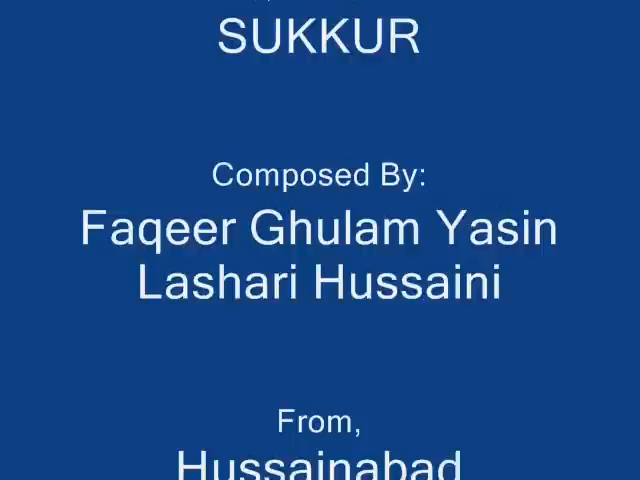 SUKKUR
Composed By:
Faqeer Ghulam Yasin
Lashari Hussaini
From,
Hussainabad